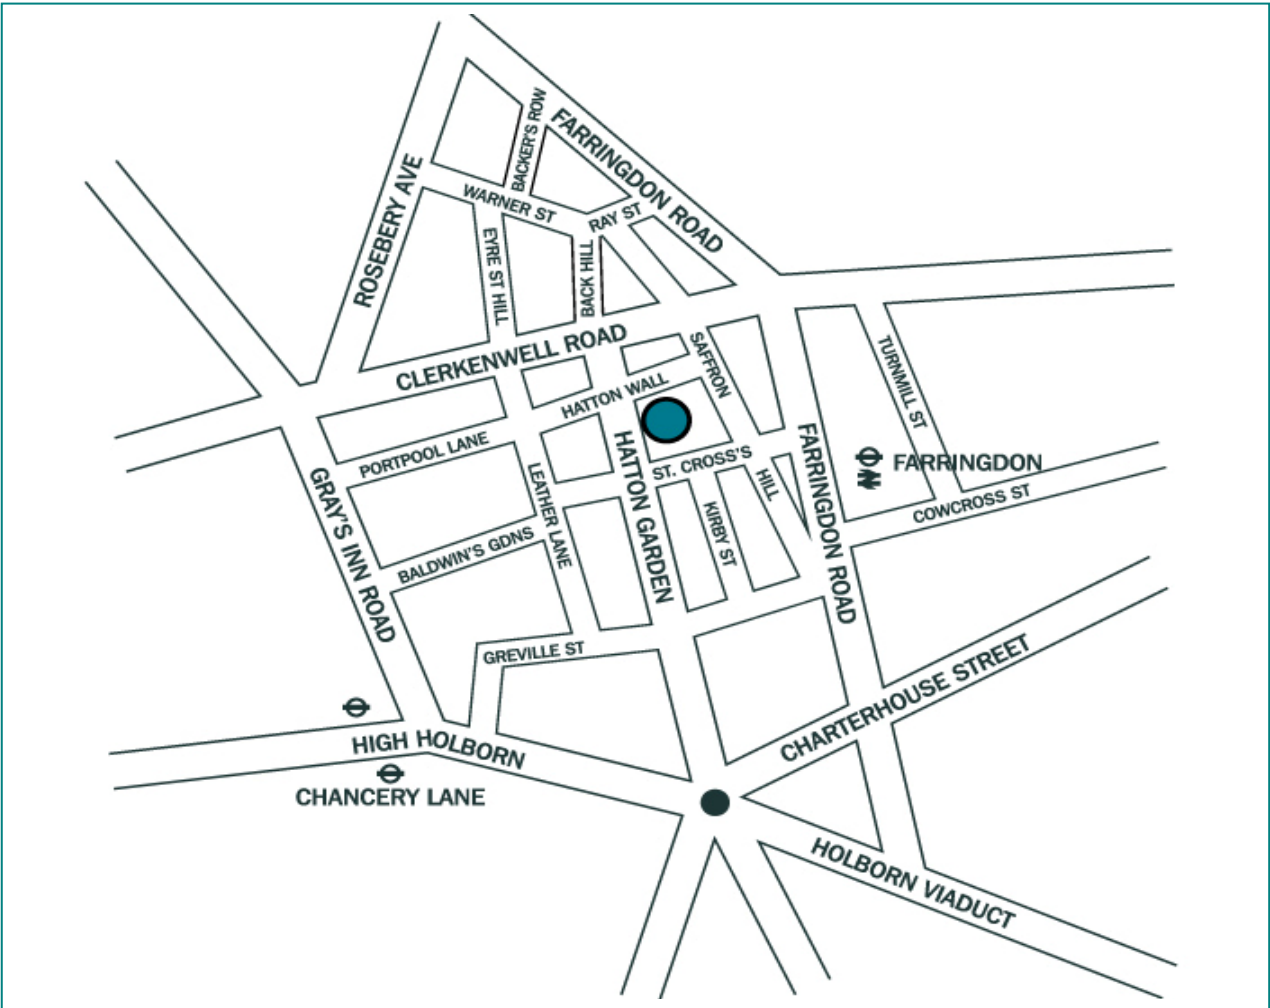 BACKER'S ROW
FARRINGDON ROAD
ROSEBERY AVE
WARNER ST
RAY ST
EYRE ST HILL
BACK HILL
CLERKENWELL ROAD
SAFFRON
HATTON WALL
TURNMILL ST
PORTPOOL LANE
ST. CROSS'S
HILL
FARRINGDON
COWCROSS ST
GRAY'S INN ROAD
LEATHER LANE
HATTON GARDEN
KIRBY ST
FARRINGDON ROAD
BALDWIN'S GDNS
GREVILLE ST
CHARTERHOUSE STREET
HIGH HOLBORN
CHANCERY LANE
HOLBORN VIADUCT